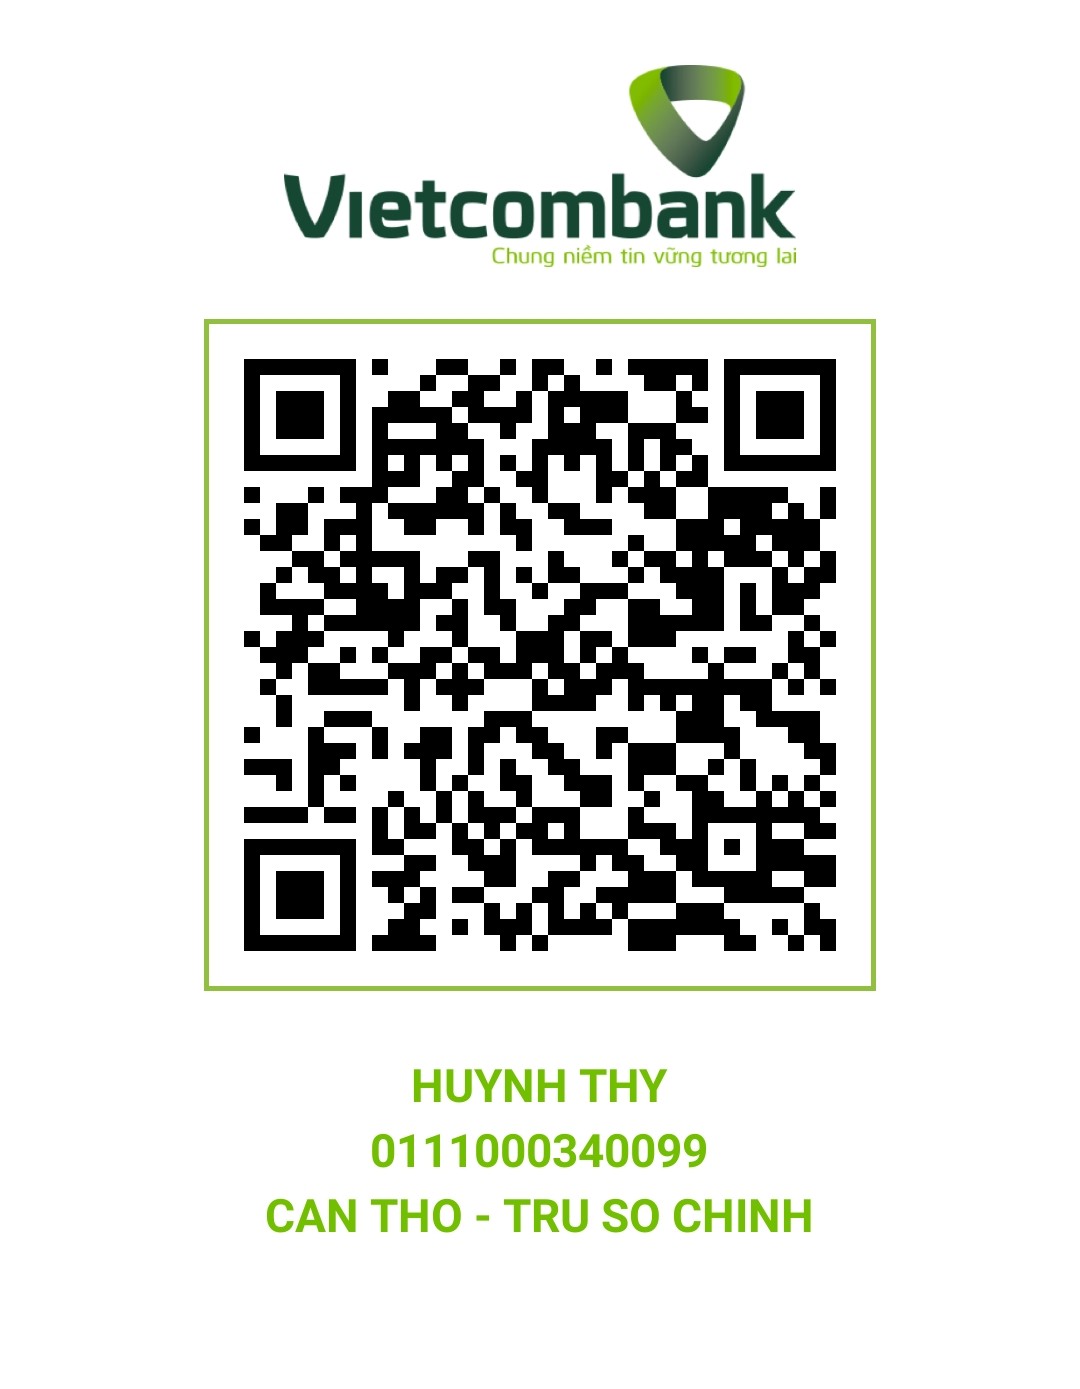 Vietcombank
Chung niềm tin vững tương lai
HUYNH THY
0111000340099
CAN THO - TRU SO CHINH